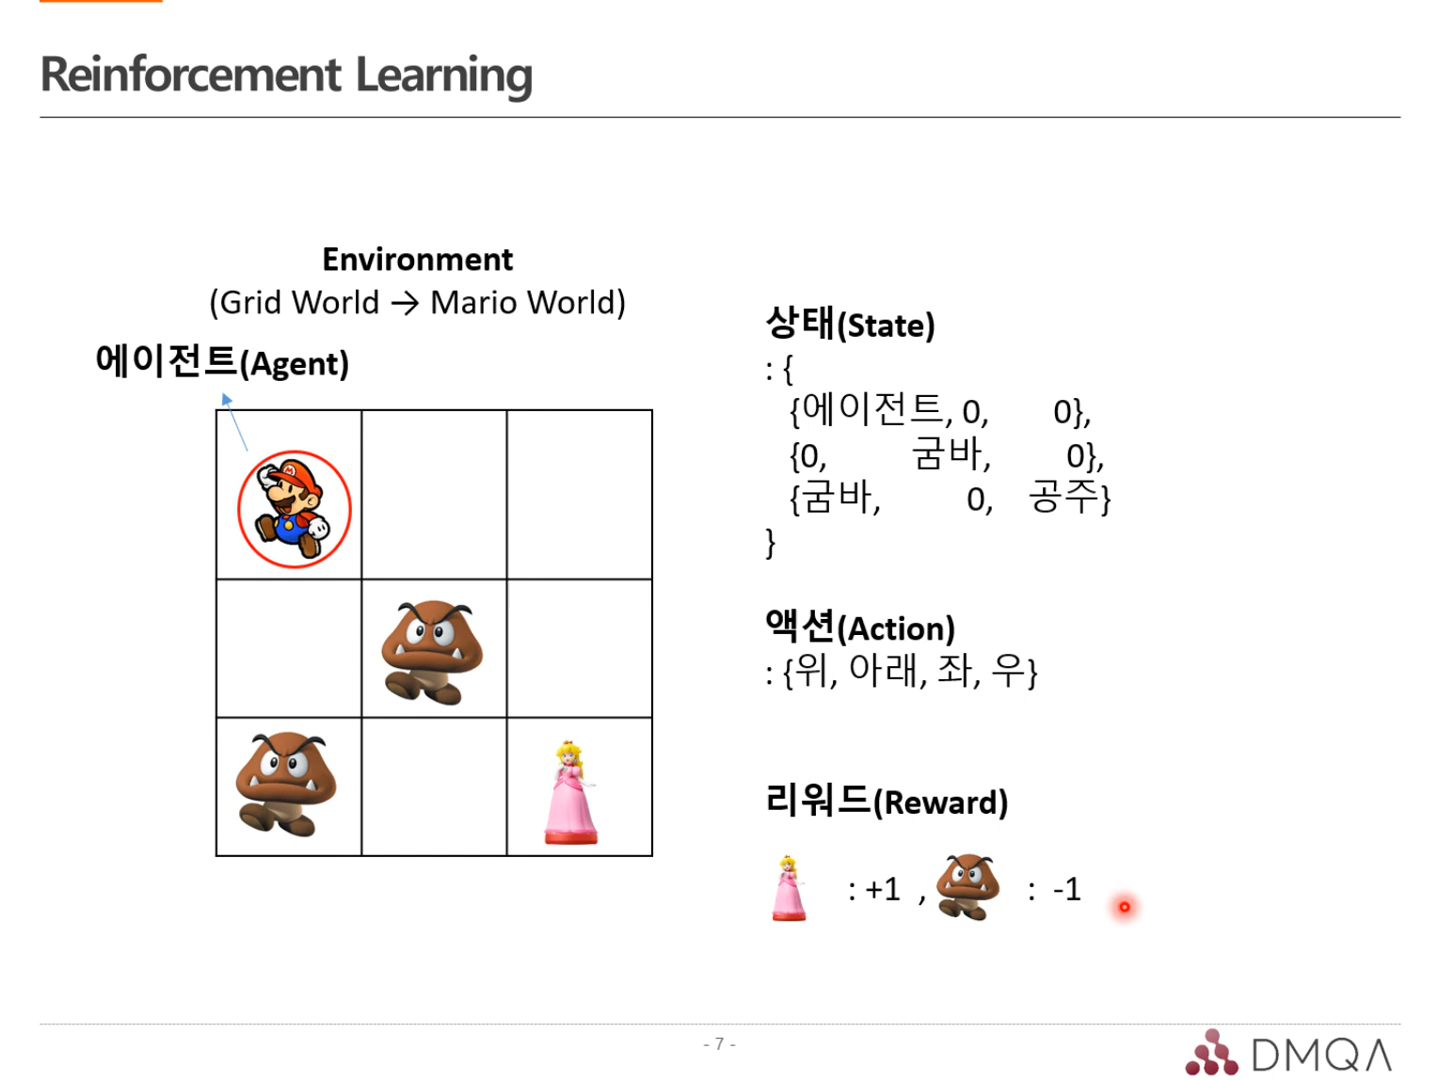 Reinforcement Learning
Environment
(Grid World → Mario World)
에이전트(Agent)
상태(State)
: {
{에이전트, 0, 0},
{0, 굼바, 0},
{굼바, 0, 공주}
}
액션(Action)
: {위, 아래, 좌, 우}
리워드(Reward)
: +1 , : -1
- 7 -
DMQA